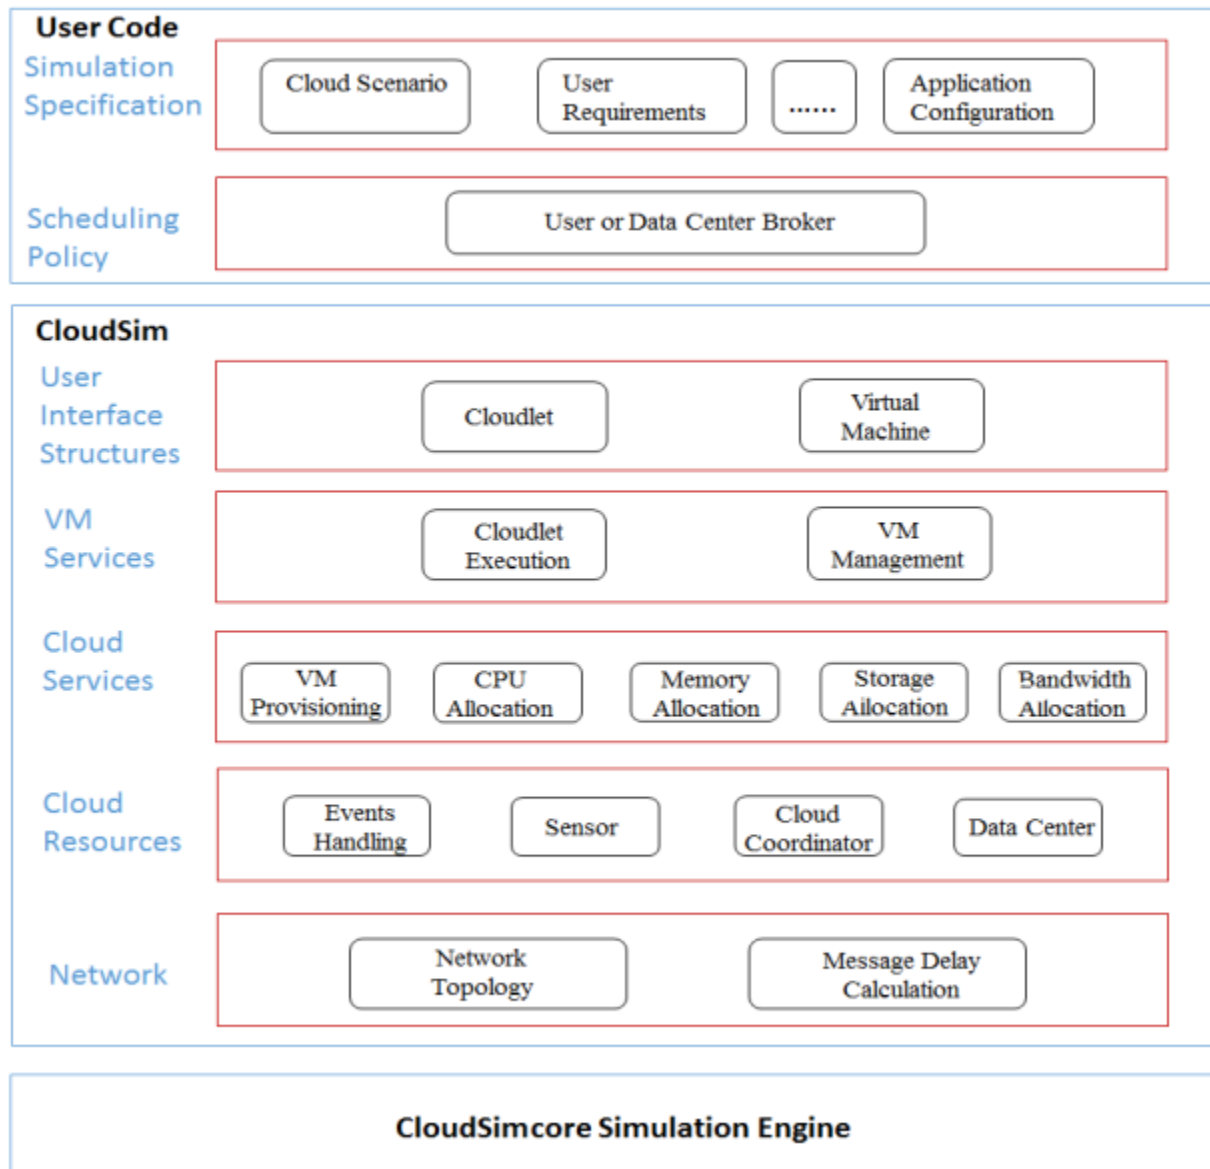 User Code
Simulation
Specification
Cloud Scenario
User
Requirements
......
Application
Configuration
Scheduling
Policy
User or Data Center Broker
CloudSim
User
Interface
Structures
Cloudlet
Virtual
Machine
VM
Services
Cloudlet
Execution
VM
Management
Cloud
Services
VM
Provisioning
CPU
Allocation
Memory
Allocation
Storage
Allocation
Bandwidth
Allocation
Cloud
Resources
Events
Handling
Sensor
Cloud
Coordinator
Data Center
Network
Network
Topology
Message Delay
Calculation
CloudSimcore Simulation Engine